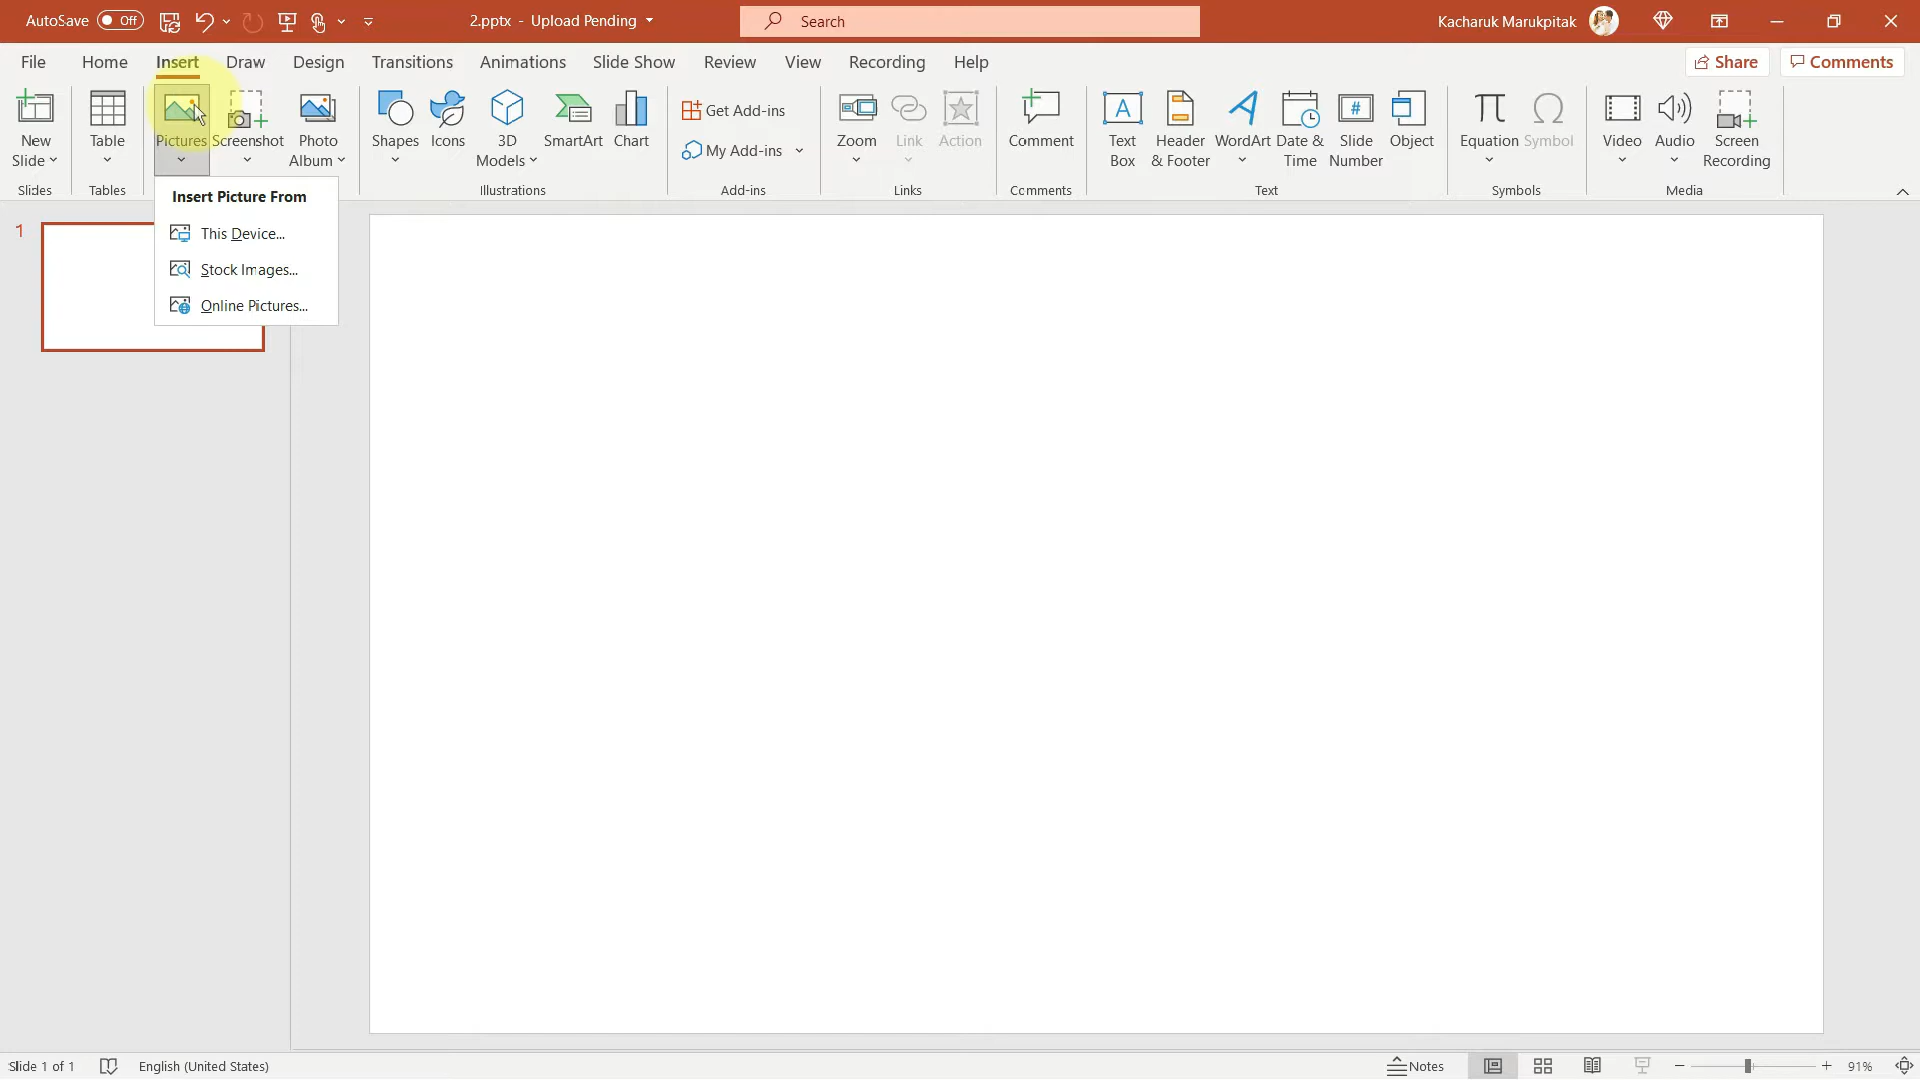 AutoSave Off 2.pptx - Upload Pending Search Kacharuk Marukpitak
File Home Insert Draw Design Transitions Animations Slide Show Review View Recording Help Share Comments
New Slide
Table
Pictures
Screenshot
Photo Album
Shapes
Icons
3D Models
SmartArt
Chart
Get Add-ins
My Add-ins
Zoom
Link
Action
Comment
Text Box
Header & Footer
WordArt
Date & Time
Slide Number
Object
Equation
Symbol
Video
Audio
Screen Recording
Slides Tables Illustrations Add-ins Links Comments Text Symbols Media
Insert Picture From
This Device...
Stock Images...
Online Pictures...
1
Slide 1 of 1 English (United States) Notes 91%